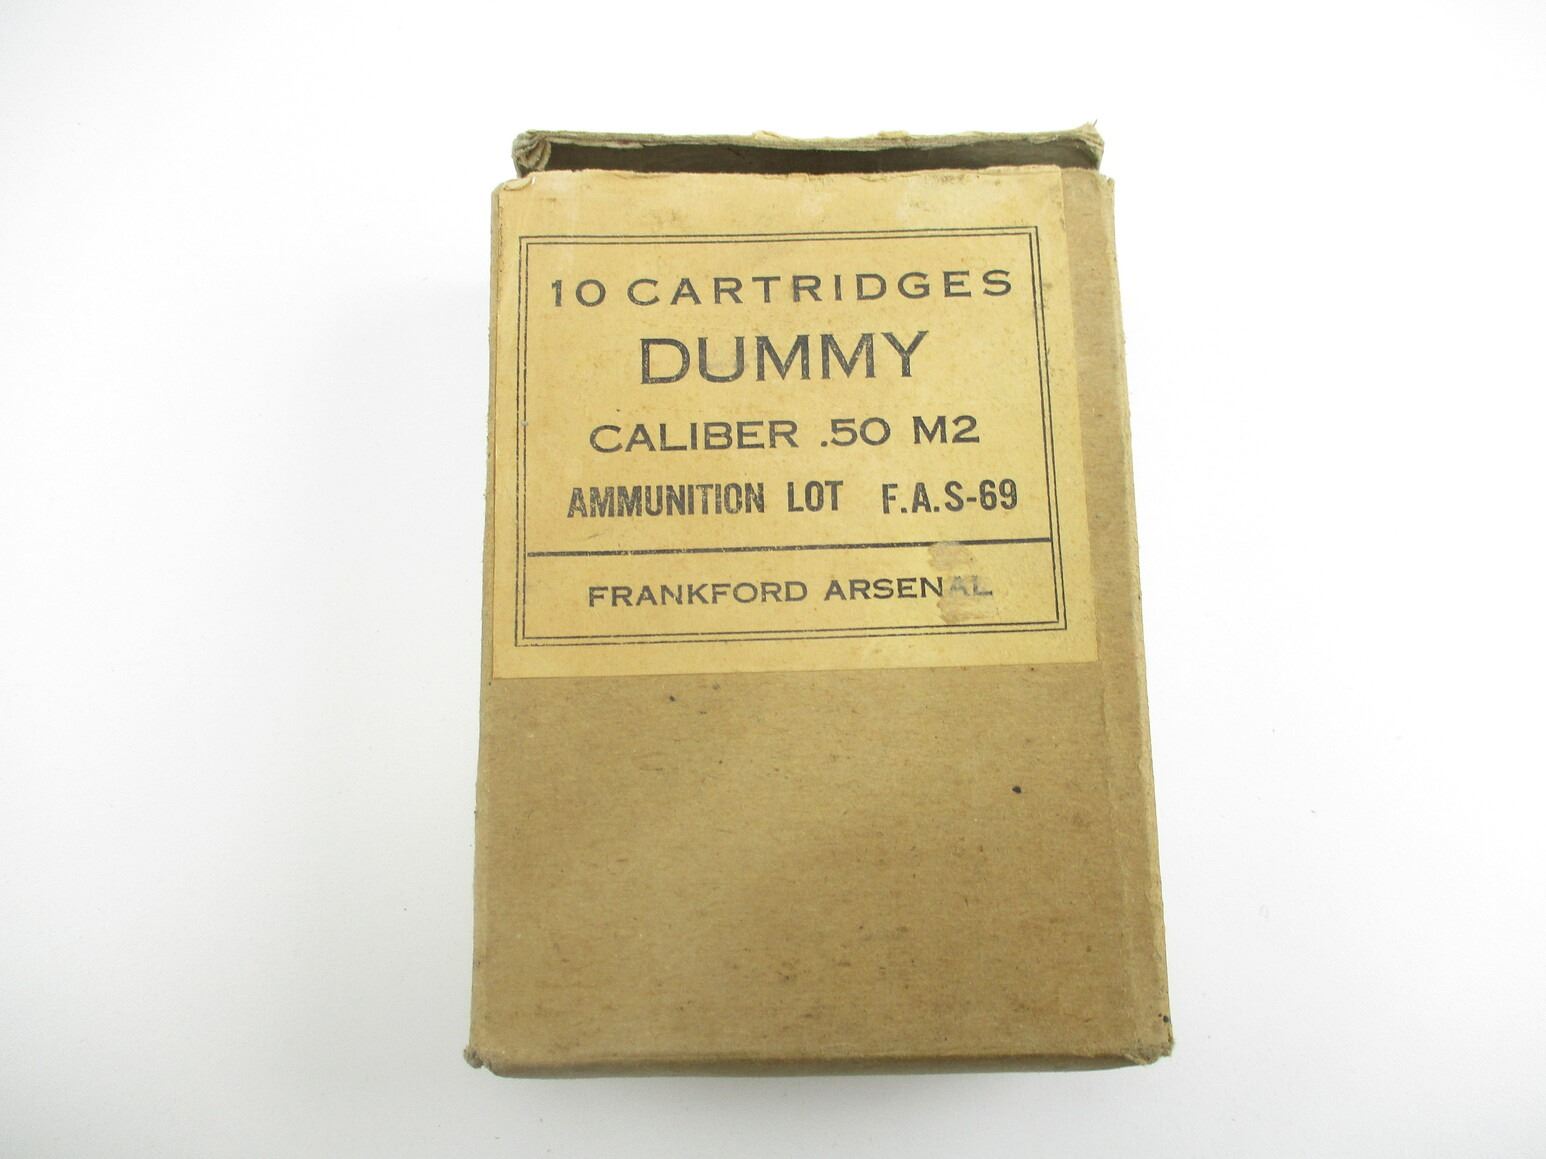 10 CARTRIDGES
DUMMY
CALIBER .50 M2
AMMUNITION LOT F.A.S-69
FRANKFORD ARSENAL